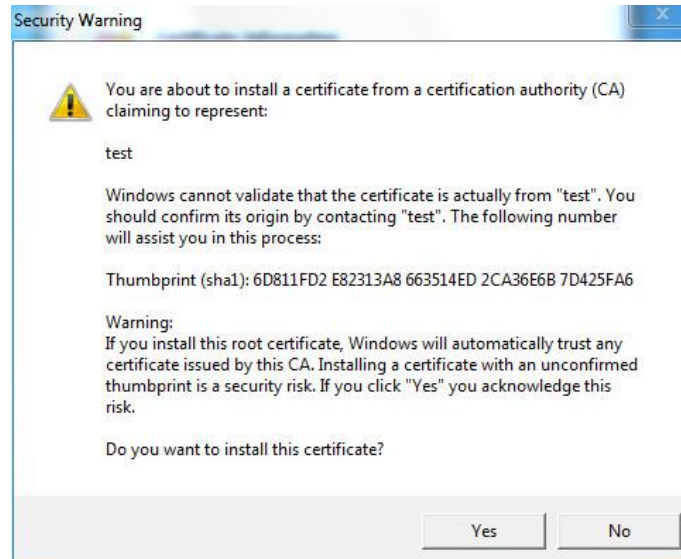 Security Warning
You are about to install a certificate from a certification authority (CA)
claiming to represent:
test
Windows cannot validate that the certificate is actually from "test". You
should confirm its origin by contacting "test". The following number
will assist you in this process:
Thumbprint (sha1): 6D811FD2 E82313A8 663514ED 2CA36E6B 7D425FA6
Warning:
If you install this root certificate, Windows will automatically trust any
certificate issued by this CA. Installing a certificate with an unconfirmed
thumbprint is a security risk. If you click "Yes" you acknowledge this
risk.
Do you want to install this certificate?
Yes No